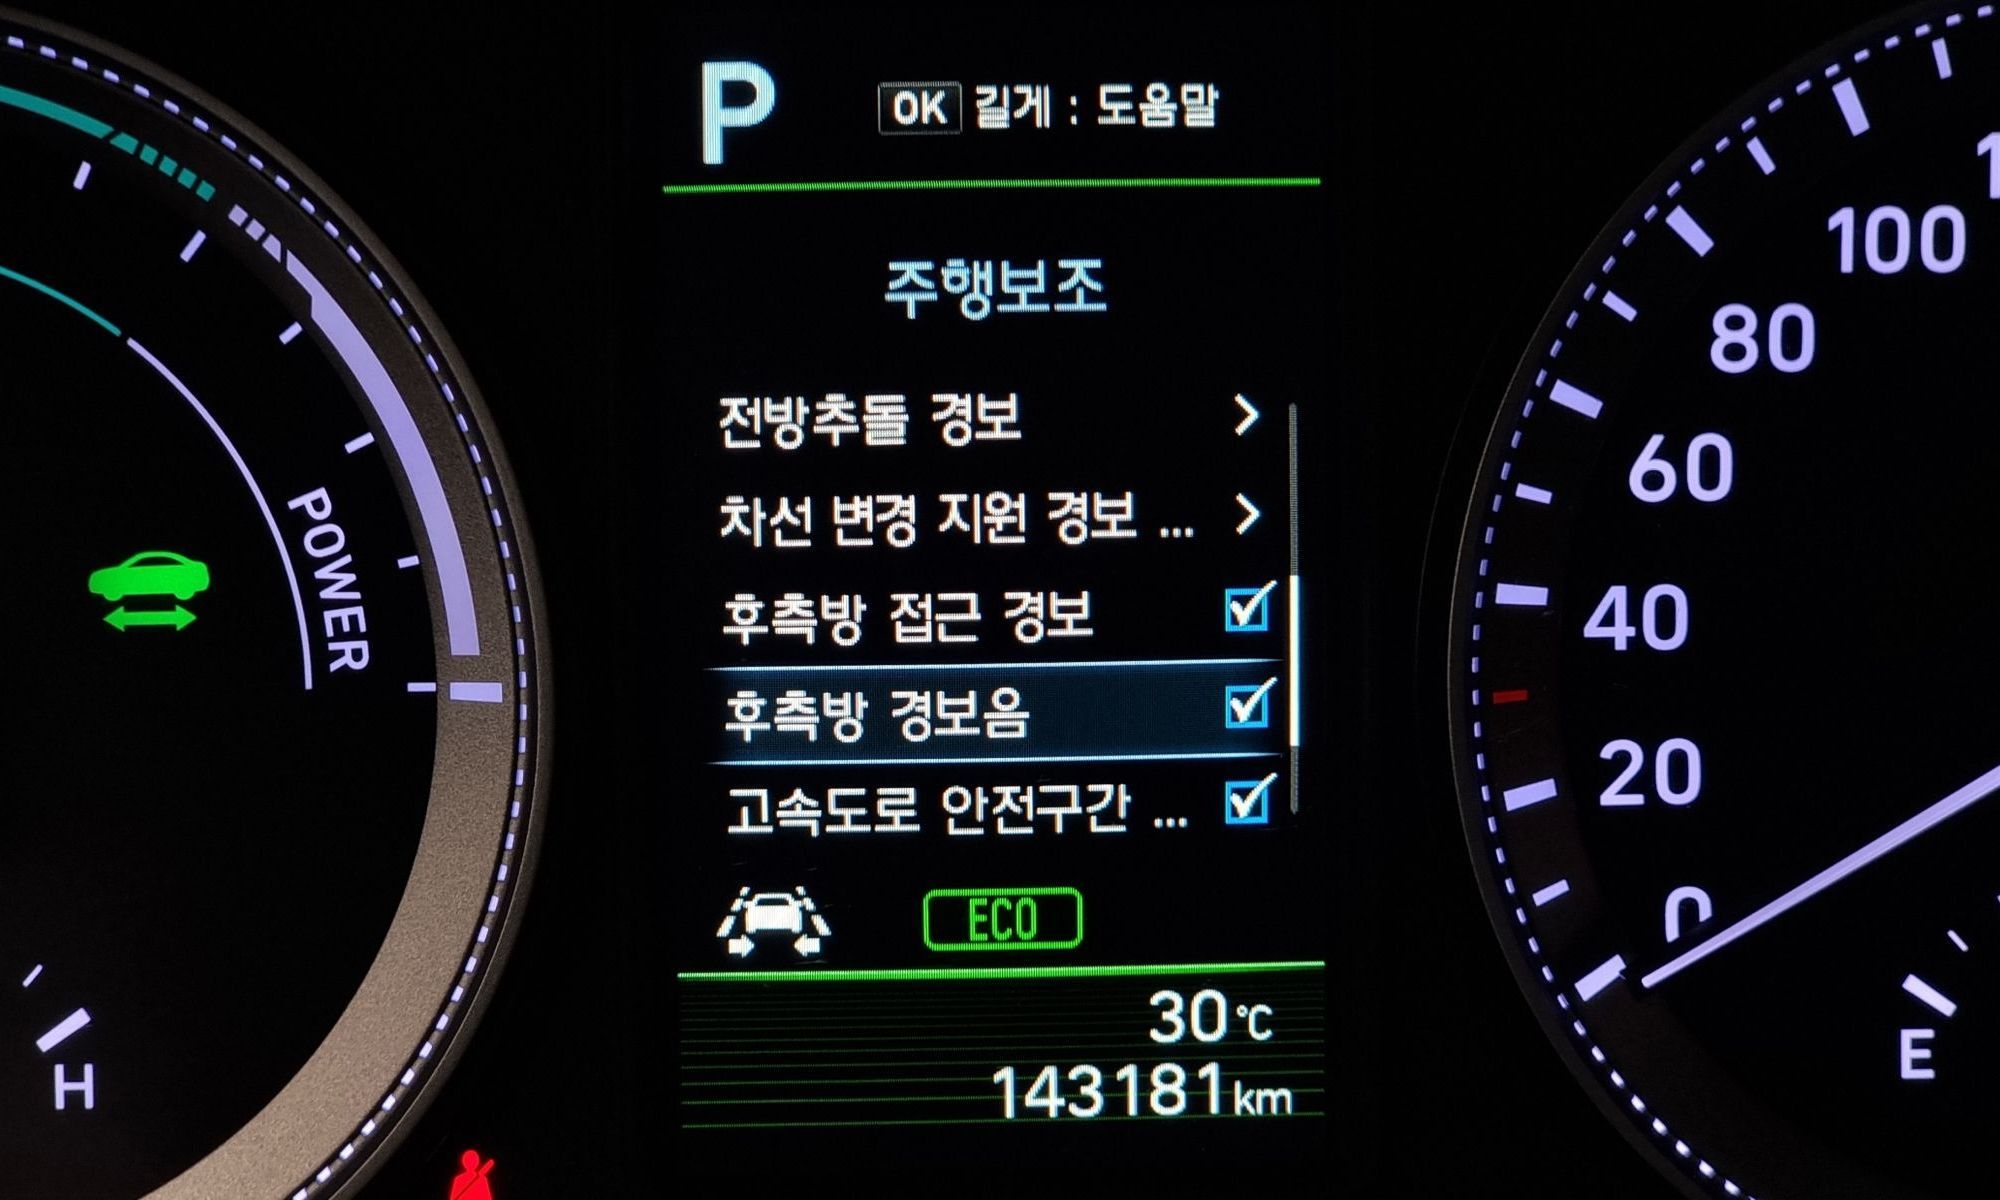 P
OK 길게 : 도움말
주행보조
전방추돌 경보 >
차선 변경 지원 경보 ... >
후측방 접근 경보
후측방 경보음
고속도로 안전구간 ...
ECO
30 ℃
143181 km
POWER
H
100
80
60
40
20
0
E